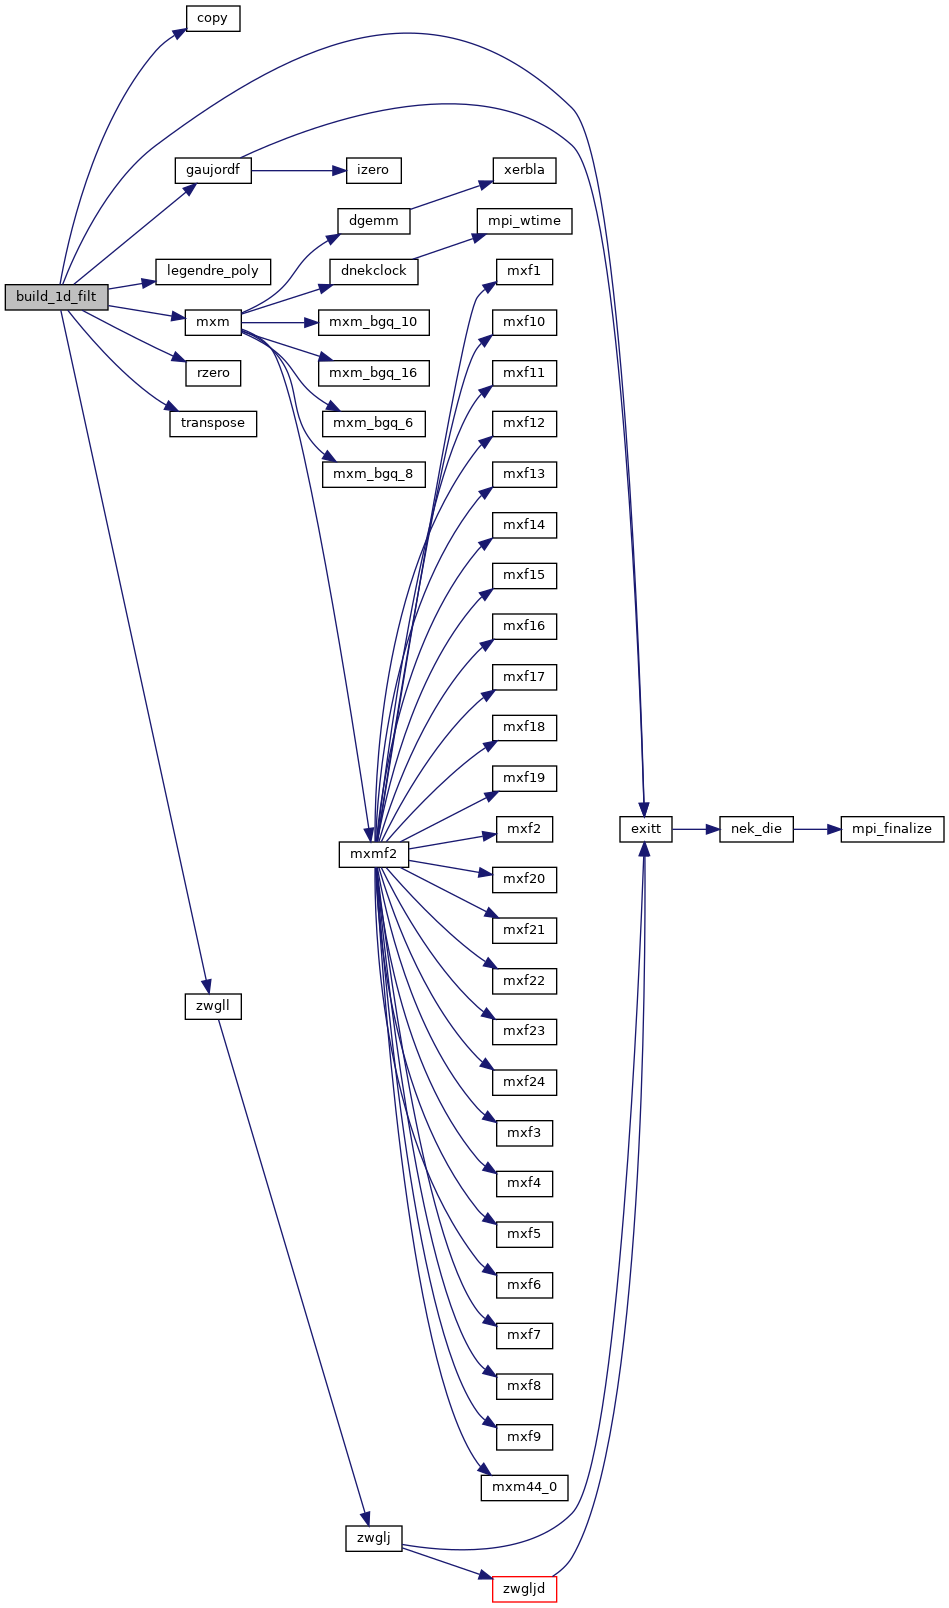 copy
gaujordf
izero
xerbla
dgemm
mpi_wtime
legendre_poly
dnekclock
mxf1
build_1d_filt
mxm
mxm_bgq_10
mxf10
rzero
mxm_bgq_16
mxf11
transpose
mxm_bgq_6
mxf12
mxm_bgq_8
mxf13
mxf14
mxf15
mxf16
mxf17
mxf18
mxf19
mxf2
exitt
nek_die
mpi_finalize
mxmf2
mxf20
mxf21
mxf22
zwgll
mxf23
mxf24
mxf3
mxf4
mxf5
mxf6
mxf7
mxf8
mxf9
mxm44_0
zwglj
zwgljd